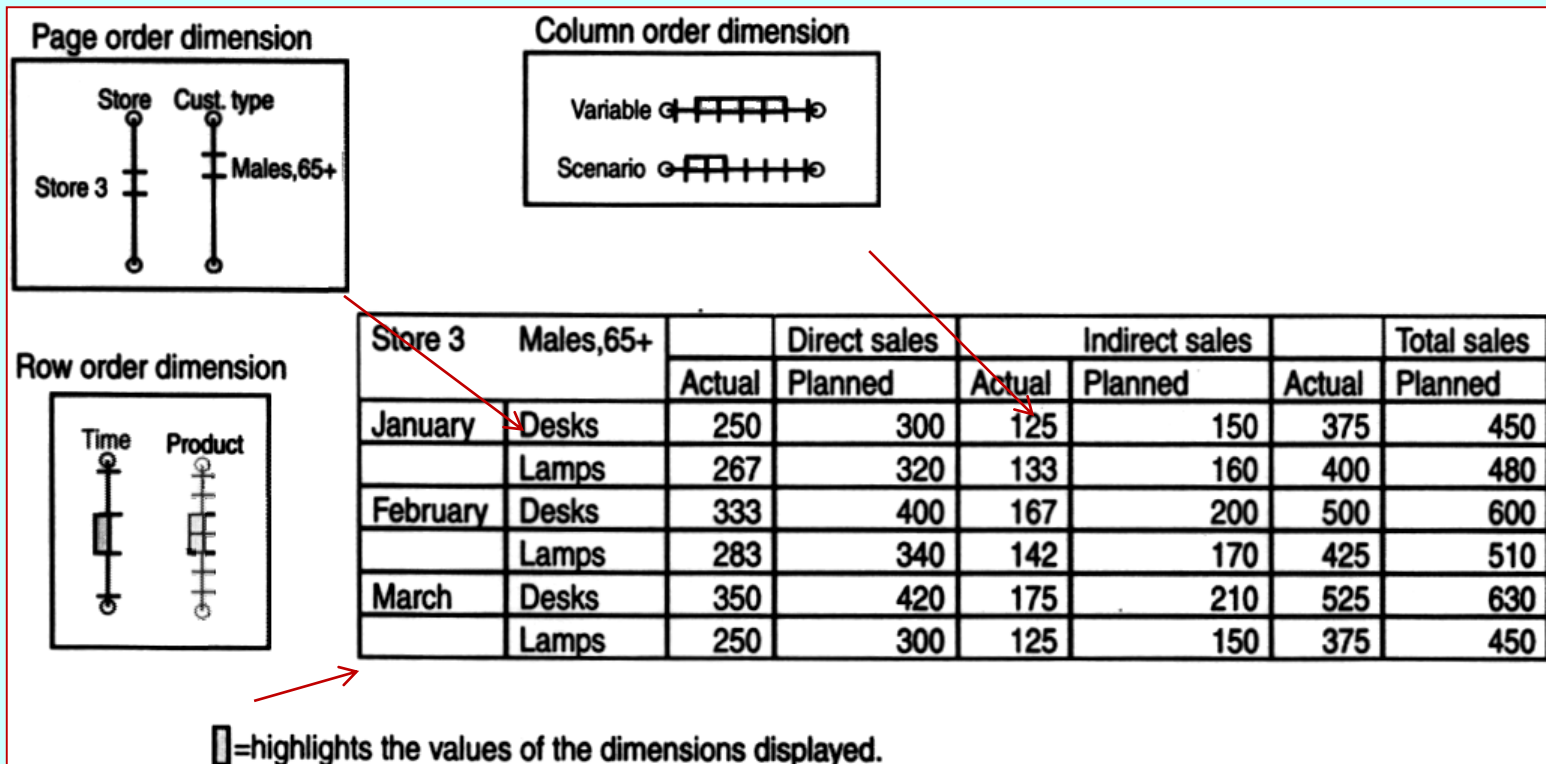 Page order dimension
Store Cust. type
Store 3
Males,65+
Column order dimension
Variable
Scenario
Row order dimension
Time Product
Store 3 Males,65+ Direct sales Indirect sales Total sales
Actual Planned Actual Planned Actual Planned
January Desks 250 300 125 150 375 450
Lamps 267 320 133 160 400 480
February Desks 333 400 167 200 500 600
Lamps 283 340 142 170 425 510
March Desks 350 420 175 210 525 630
Lamps 250 300 125 150 375 450
=highlights the values of the dimensions displayed.